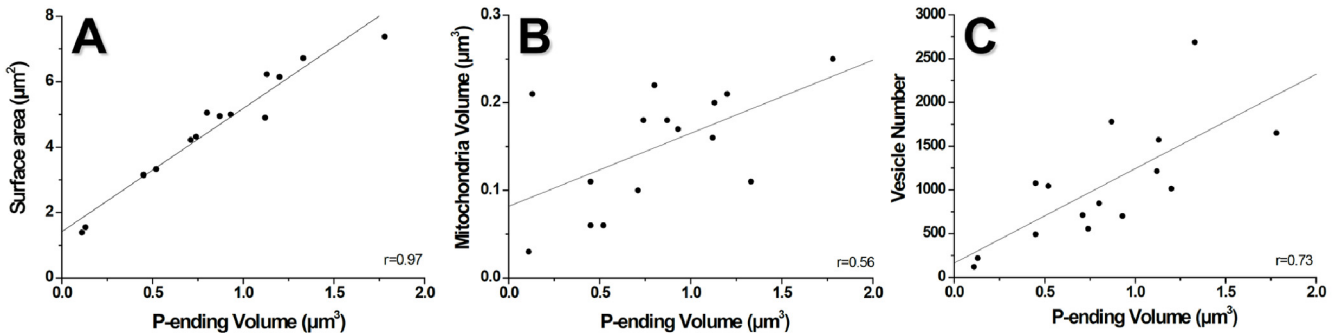 A
Surface area (µm²)
8
6
4
2
0
0.0 0.5 1.0 1.5 2.0
P-ending Volume (µm³)
r=0.97
B
Mitochondria Volume (µm³)
0.3
0.2
0.1
0.0
0.0 0.5 1.0 1.5 2.0
P-ending Volume (µm³)
r=0.56
C
Vesicle Number
3000
2500
2000
1500
1000
500
0
0.0 0.5 1.0 1.5 2.0
P-ending Volume (µm³)
r=0.73